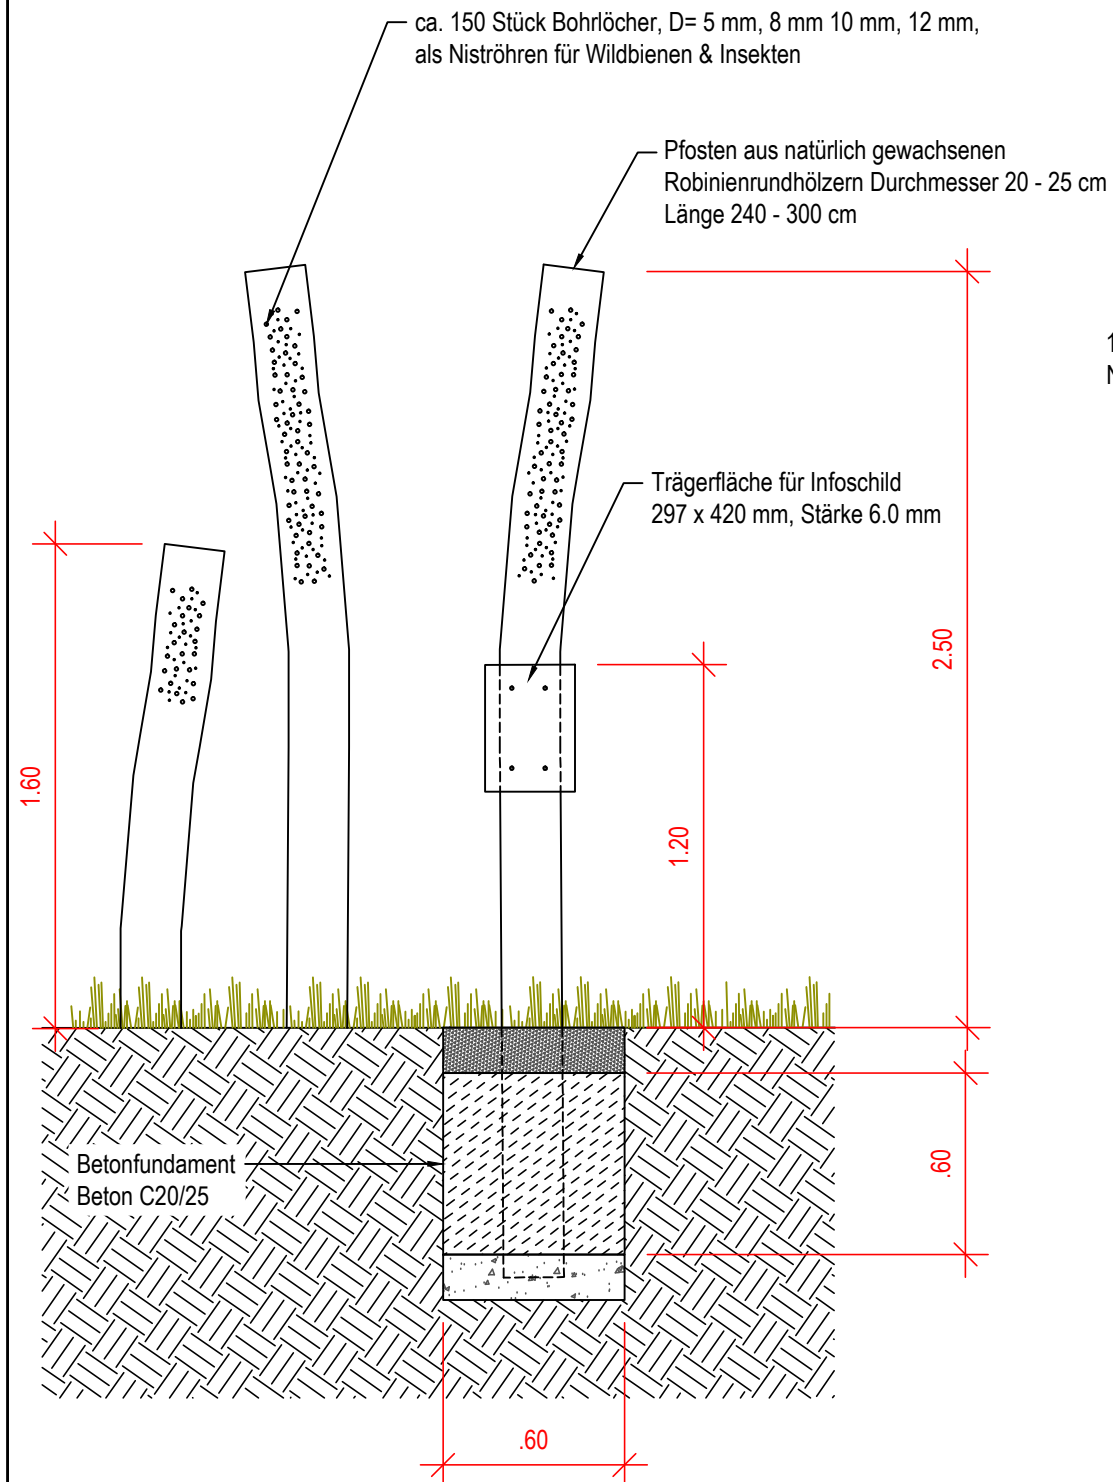 ca. 150 Stück Bohrlöcher, D= 5 mm, 8 mm 10 mm, 12 mm,
als Niströhren für Wildbienen & Insekten
Pfosten aus natürlich gewachsenen
Robinienrundhölzern Durchmesser 20 - 25 cm
Länge 240 - 300 cm
Trägerfläche für Infoschild
297 x 420 mm, Stärke 6.0 mm
2.50
1.60
1.20
Betonfundament
Beton C20/25
.60
.60